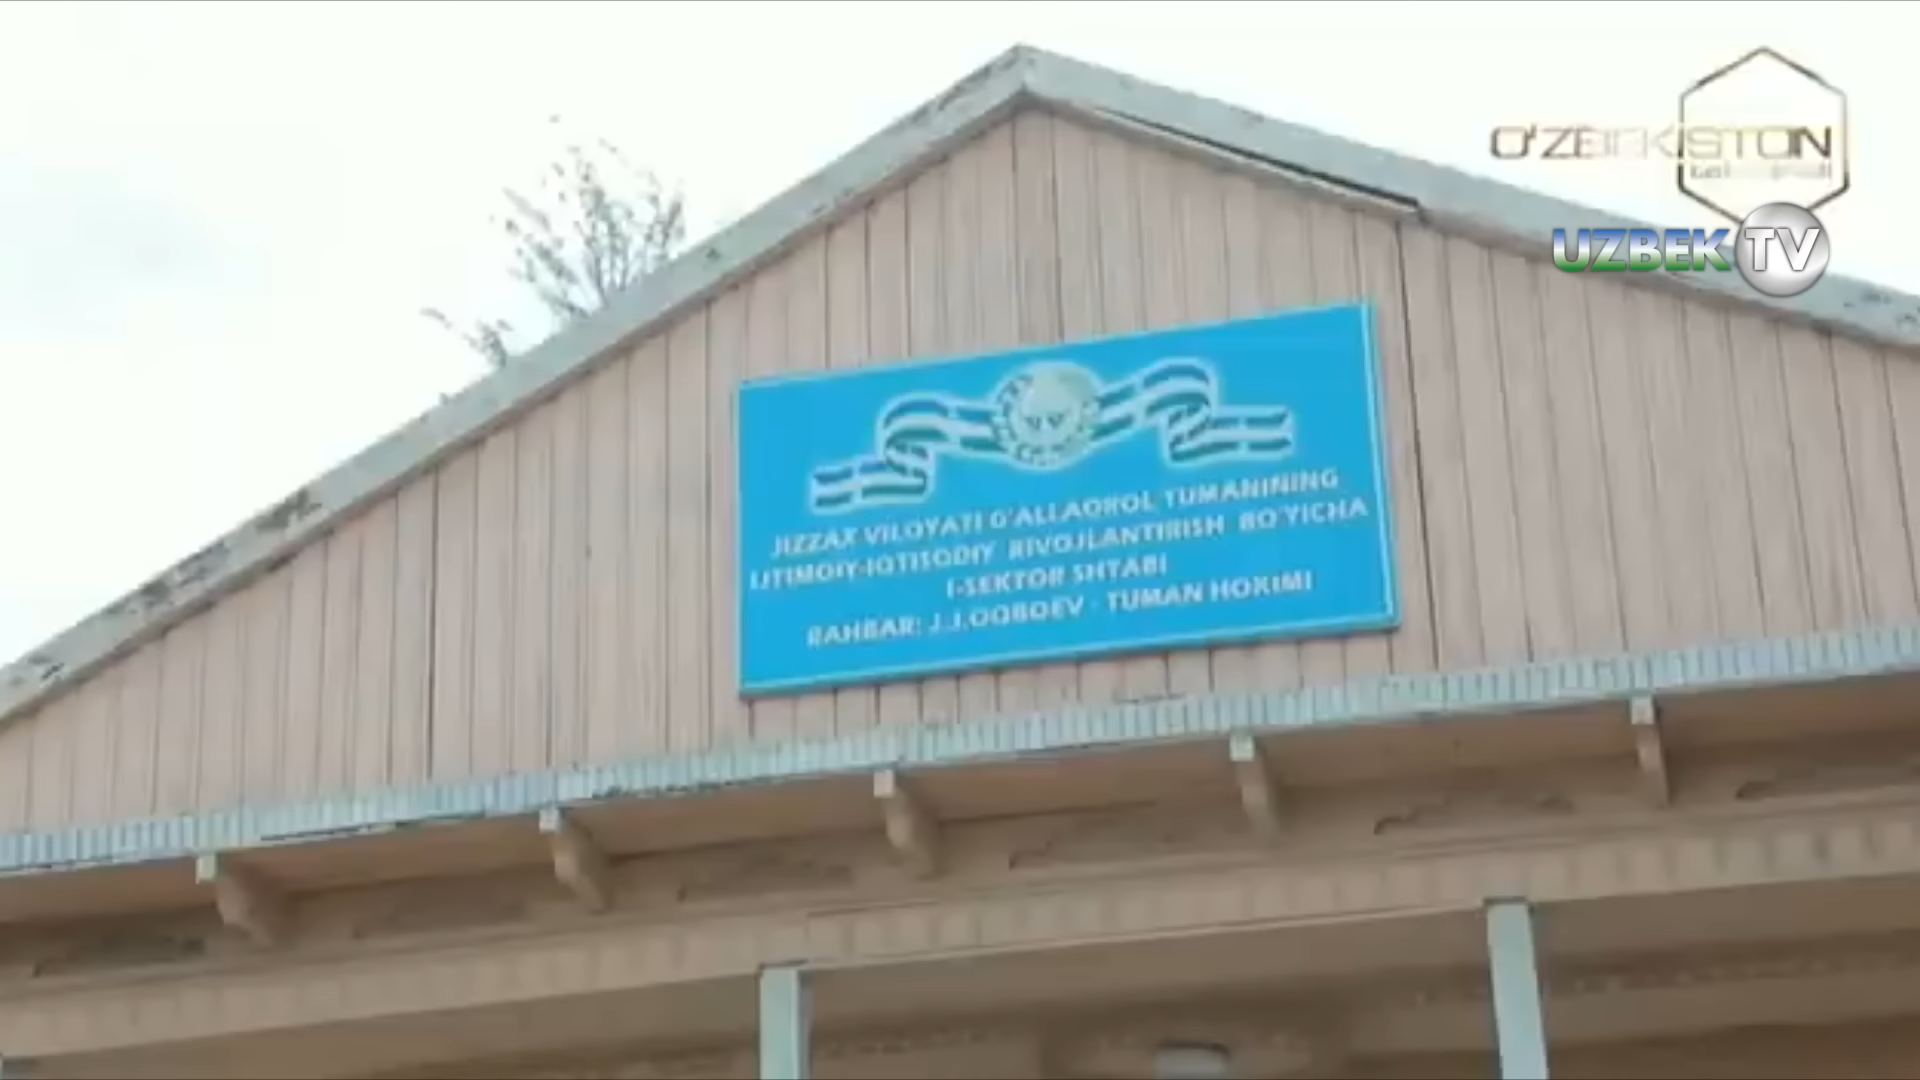 O'ZBEKISTON
UZBEK TV
JIZZAX VILOYATI G'ALLAOROL TUMANINING
IJTIMOIY-IQTISODIY RIVOJLANTIRISH BO'YICHA
I-SEKTOR SHTABI
RAHBAR: J.J.OQBOEV - TUMAN HOKIMI